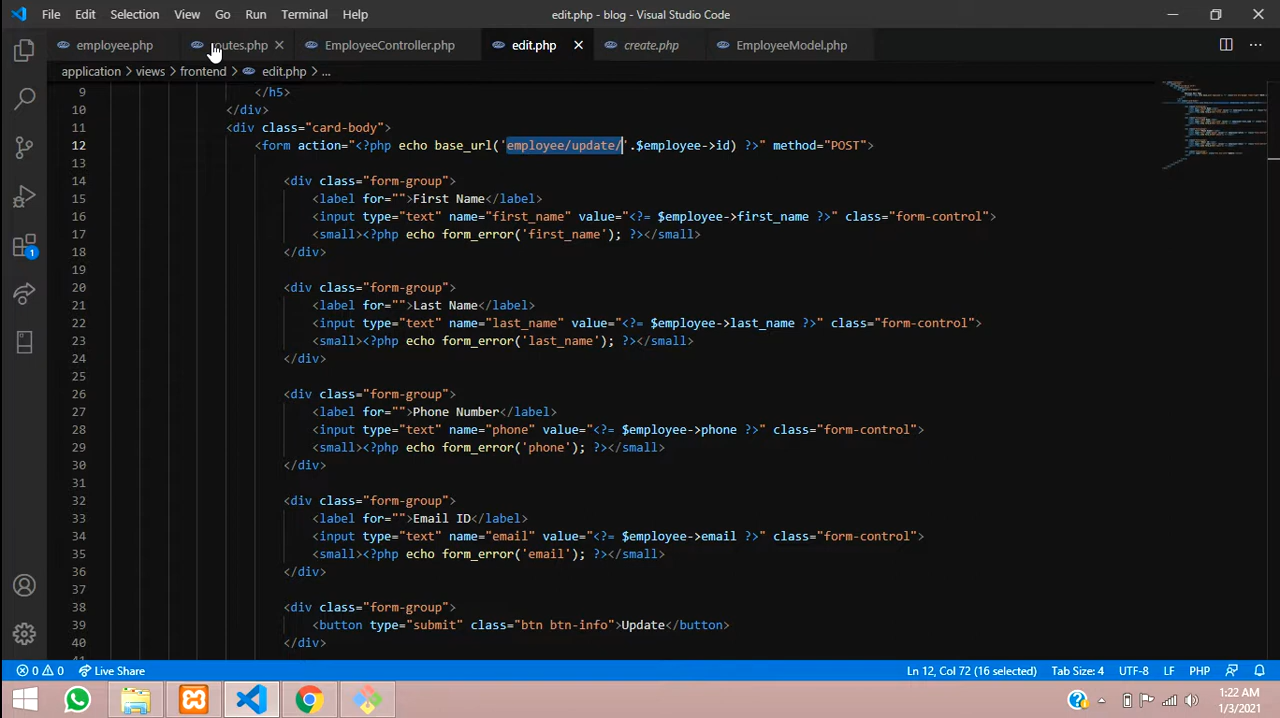 File Edit Selection View Go Run Terminal Help edit.php - blog - Visual Studio Code
employee.php routes.php EmployeeController.php edit.php create.php EmployeeModel.php
application > views > frontend > edit.php > ...
9 </h5>
10 </div>
11 <div class="card-body">
12 <form action="<?php echo base_url('employee/update/'.$employee->id) ?>" method="POST">
13
14 <div class="form-group">
15 <label for="">First Name</label>
16 <input type="text" name="first_name" value="<?= $employee->first_name ?>" class="form-control">
17 <small><?php echo form_error('first_name'); ?></small>
18 </div>
19
20 <div class="form-group">
21 <label for="">Last Name</label>
22 <input type="text" name="last_name" value="<?= $employee->last_name ?>" class="form-control">
23 <small><?php echo form_error('last_name'); ?></small>
24 </div>
25
26 <div class="form-group">
27 <label for="">Phone Number</label>
28 <input type="text" name="phone" value="<?= $employee->phone ?>" class="form-control">
29 <small><?php echo form_error('phone'); ?></small>
30 </div>
31
32 <div class="form-group">
33 <label for="">Email ID</label>
34 <input type="text" name="email" value="<?= $employee->email ?>" class="form-control">
35 <small><?php echo form_error('email'); ?></small>
36 </div>
37
38 <div class="form-group">
39 <button type="submit" class="btn btn-info">Update</button>
40 </div>
1
0 0 Live Share Ln 12, Col 72 (16 selected) Tab Size: 4 UTF-8 LF PHP
1:22 AM
1/3/2021